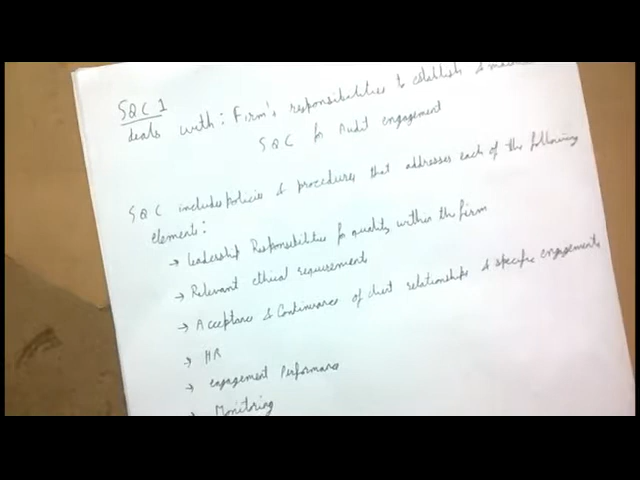 SQC 1
deals with: Firm's responsibilities to establish &
SQC for Audit engagement
SQC includes policies & procedures that addresses each of the following
elements:
→ Leadership Responsibilities for quality within the firm
→ Relevant ethical requirements
→ Acceptance & Continuance of client relationships & specific engagements
→ HR
→ engagement Performance
→ Monitoring